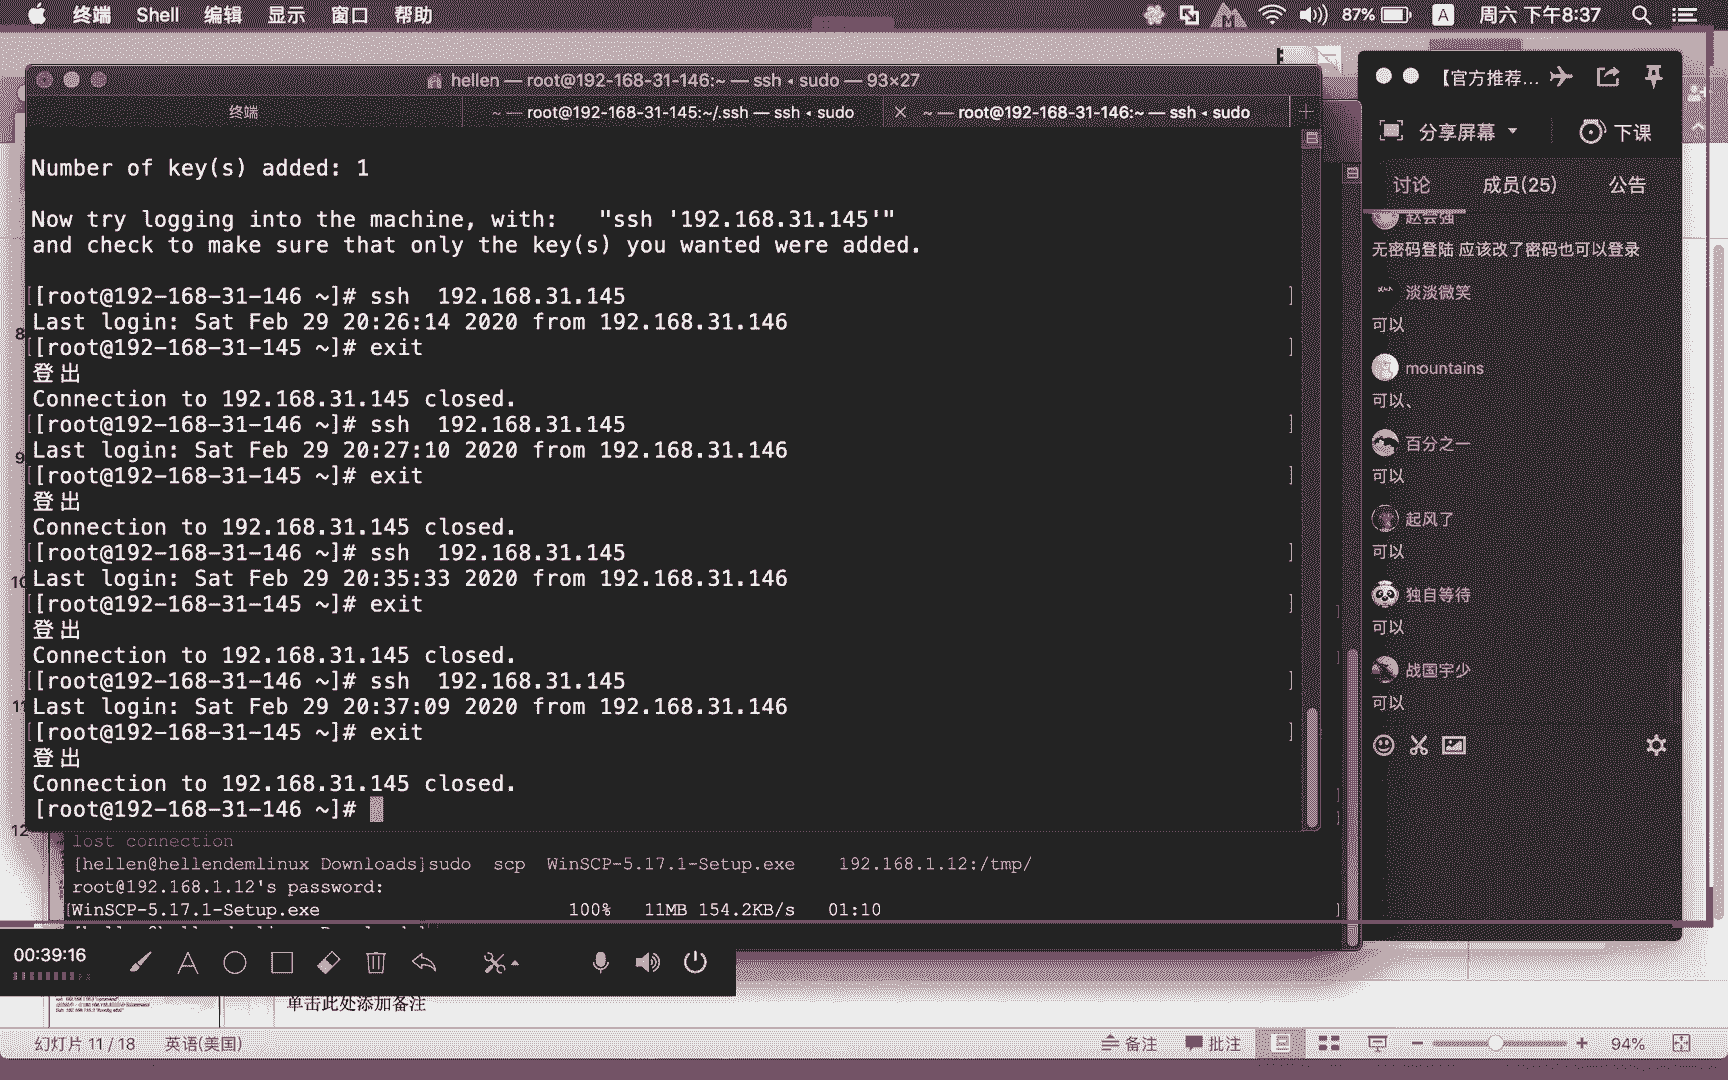 终端 Shell 编辑 显示 窗口 帮助 87% A 周六 下午8:37
hellen — root@192-168-31-146:~ — ssh ◂ sudo — 93×27
终端 ~ — root@192-168-31-145:~/.ssh — ssh ◂ sudo ~ — root@192-168-31-146:~ — ssh ◂ sudo
Number of key(s) added: 1
Now try logging into the machine, with:   "ssh '192.168.31.145'"
and check to make sure that only the key(s) you wanted were added.
[root@192-168-31-146 ~]# ssh  192.168.31.145
Last login: Sat Feb 29 20:26:14 2020 from 192.168.31.146
[root@192-168-31-145 ~]# exit
登出
Connection to 192.168.31.145 closed.
[root@192-168-31-146 ~]# ssh  192.168.31.145
Last login: Sat Feb 29 20:27:10 2020 from 192.168.31.146
[root@192-168-31-145 ~]# exit
登出
Connection to 192.168.31.145 closed.
[root@192-168-31-146 ~]# ssh  192.168.31.145
Last login: Sat Feb 29 20:35:33 2020 from 192.168.31.146
[root@192-168-31-145 ~]# exit
登出
Connection to 192.168.31.145 closed.
[root@192-168-31-146 ~]# ssh  192.168.31.145
Last login: Sat Feb 29 20:37:09 2020 from 192.168.31.146
[root@192-168-31-145 ~]# exit
登出
Connection to 192.168.31.145 closed.
[root@192-168-31-146 ~]#
lost connection
[hellen@hellendemlinux Downloads]sudo  scp  WinSCP-5.17.1-Setup.exe    192.168.1.12:/tmp/
root@192.168.1.12's password:
WinSCP-5.17.1-Setup.exe 100% 11MB 154.2KB/s 01:10
8
9
10
11
12
【官方推荐...
分享屏幕 下课
讨论 成员(25) 公告
赵云强
无密码登陆 应该改了密码也可以登录
淡淡微笑
可以
mountains
可以、
百分之一
可以
起风了
可以
独自等待
可以
战国宇少
可以
00:39:16
单击此处添加备注
幻灯片 11 / 18 英语(美国) 备注 批注 94%